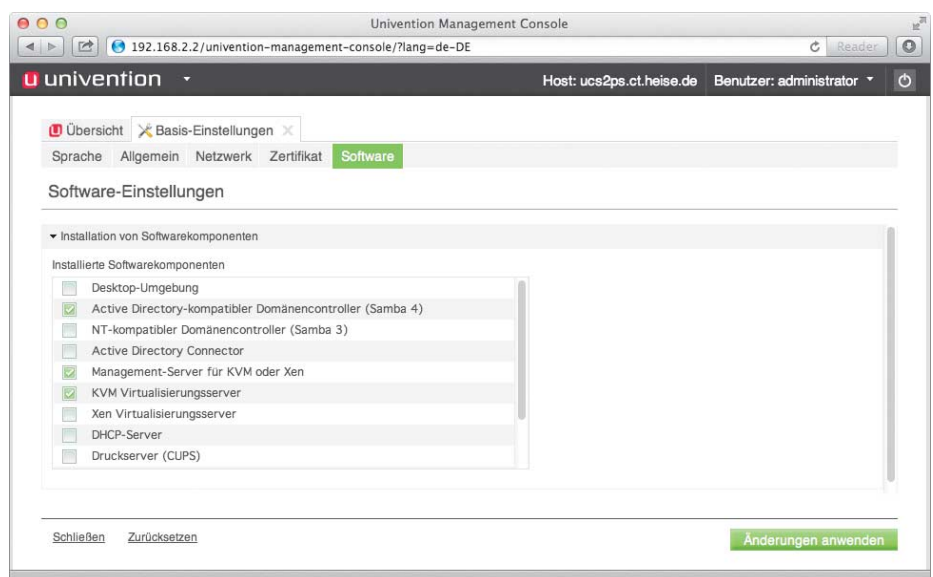 Univention Management Console
192.168.2.2/univention-management-console/?lang=de-DE
Reader
univention
Host: ucs2ps.ct.heise.de Benutzer: administrator
Übersicht Basis-Einstellungen
Sprache Allgemein Netzwerk Zertifikat Software
Software-Einstellungen
Installation von Softwarekomponenten
Installierte Softwarekomponenten
Desktop-Umgebung
Active Directory-kompatibler Domänencontroller (Samba 4)
NT-kompatibler Domänencontroller (Samba 3)
Active Directory Connector
Management-Server für KVM oder Xen
KVM Virtualisierungsserver
Xen Virtualisierungsserver
DHCP-Server
Druckserver (CUPS)
Schließen Zurücksetzen Änderungen anwenden